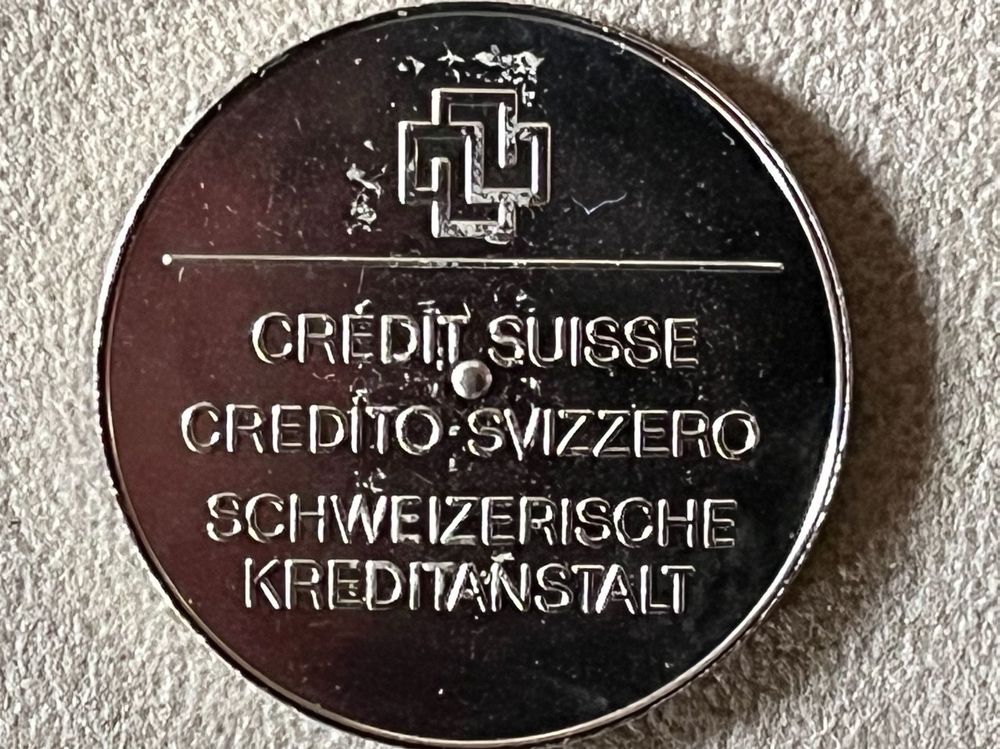 CRÉDIT SUISSE
CREDITO SVIZZERO
SCHWEIZERISCHE
KREDITANSTALT